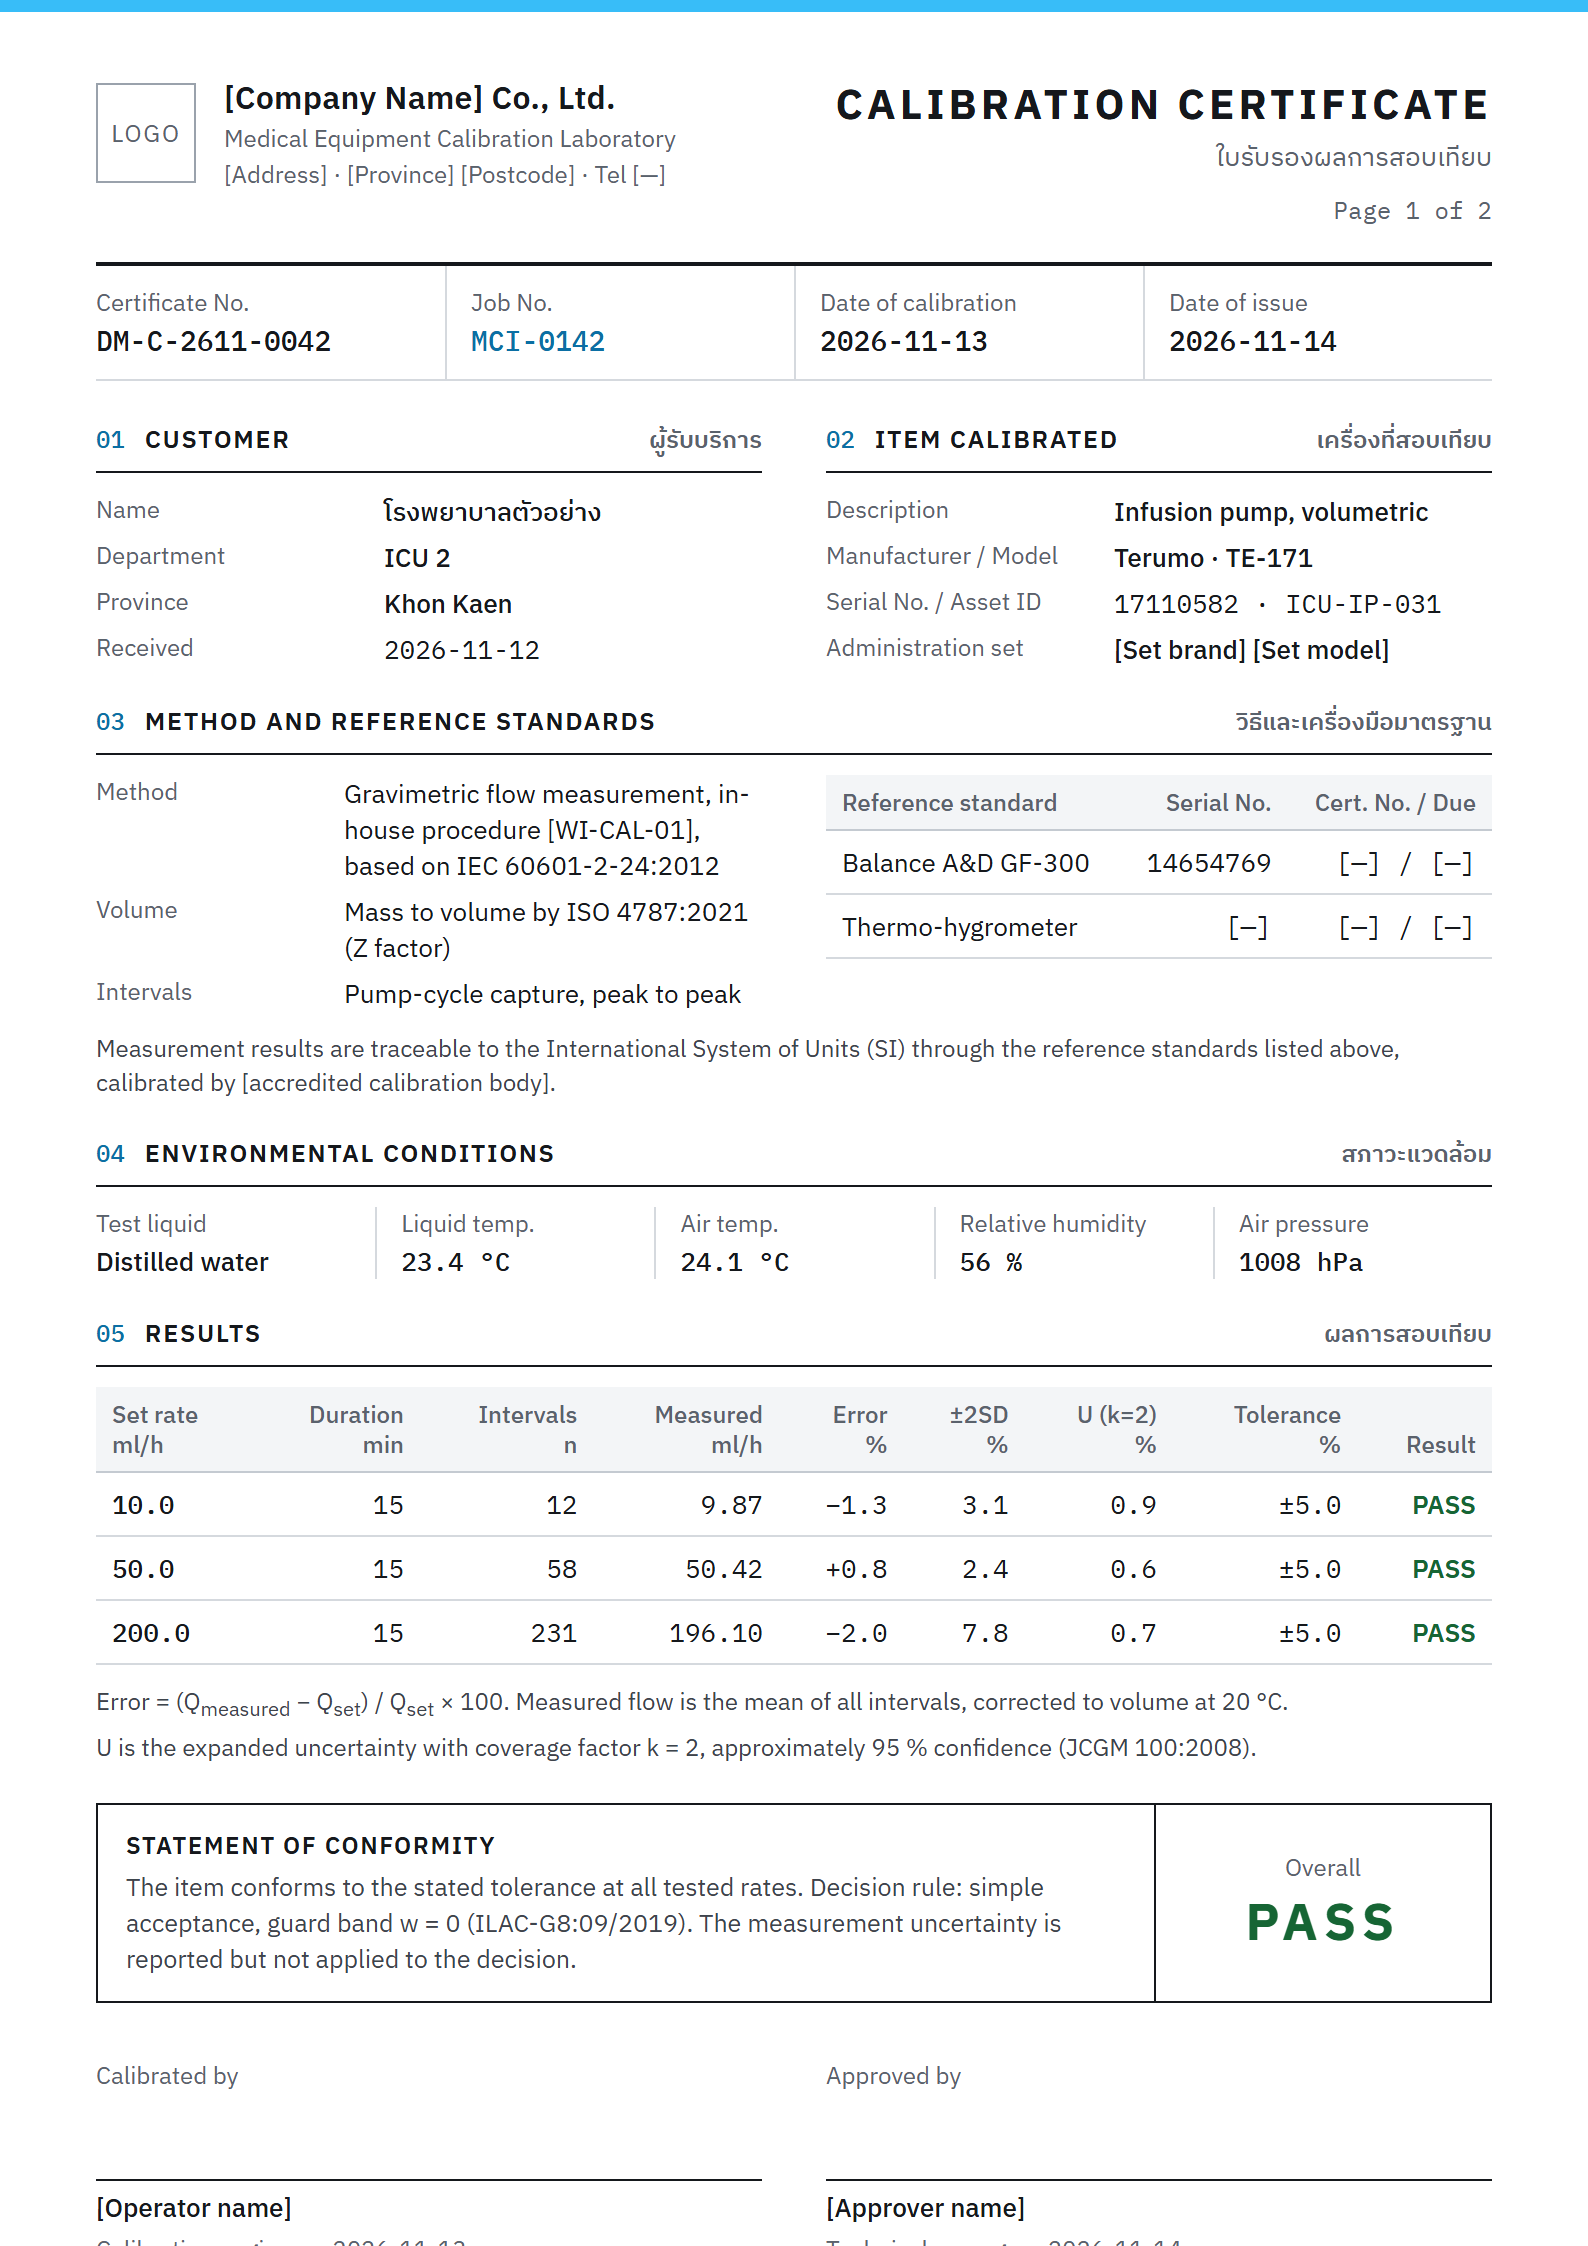 LOGO
[Company Name] Co., Ltd.
Medical Equipment Calibration Laboratory
[Address] · [Province] [Postcode] · Tel [—]
CALIBRATION CERTIFICATE
ใบรับรองผลการสอบเทียบ
Page 1 of 2
Certificate No.
DM-C-2611-0042
Job No.
MCI-0142
Date of calibration
2026-11-13
Date of issue
2026-11-14
01 CUSTOMER ผู้รับบริการ
Name โรงพยาบาลตัวอย่าง
Department ICU 2
Province Khon Kaen
Received 2026-11-12
02 ITEM CALIBRATED เครื่องที่สอบเทียบ
Description Infusion pump, volumetric
Manufacturer / Model Terumo · TE-171
Serial No. / Asset ID 17110582 · ICU-IP-031
Administration set [Set brand] [Set model]
03 METHOD AND REFERENCE STANDARDS วิธีและเครื่องมือมาตรฐาน
Method Gravimetric flow measurement, in-
house procedure [WI-CAL-01],
based on IEC 60601-2-24:2012
Volume Mass to volume by ISO 4787:2021
(Z factor)
Intervals Pump-cycle capture, peak to peak
Reference standard Serial No. Cert. No. / Due
Balance A&D GF-300 14654769 [—] / [—]
Thermo-hygrometer [—] [—] / [—]
Measurement results are traceable to the International System of Units (SI) through the reference standards listed above,
calibrated by [accredited calibration body].
04 ENVIRONMENTAL CONDITIONS สภาวะแวดล้อม
Test liquid
Distilled water
Liquid temp.
23.4 °C
Air temp.
24.1 °C
Relative humidity
56 %
Air pressure
1008 hPa
05 RESULTS ผลการสอบเทียบ
Set rate Duration Intervals Measured Error ±2SD U (k=2) Tolerance
ml/h min n ml/h % % % % Result
10.0 15 12 9.87 −1.3 3.1 0.9 ±5.0 PASS
50.0 15 58 50.42 +0.8 2.4 0.6 ±5.0 PASS
200.0 15 231 196.10 −2.0 7.8 0.7 ±5.0 PASS
Error = (Qmeasured − Qset) / Qset × 100. Measured flow is the mean of all intervals, corrected to volume at 20 °C.
U is the expanded uncertainty with coverage factor k = 2, approximately 95 % confidence (JCGM 100:2008).
STATEMENT OF CONFORMITY
The item conforms to the stated tolerance at all tested rates. Decision rule: simple
acceptance, guard band w = 0 (ILAC-G8:09/2019). The measurement uncertainty is
reported but not applied to the decision.
Overall
PASS
Calibrated by
[Operator name]
Approved by
[Approver name]